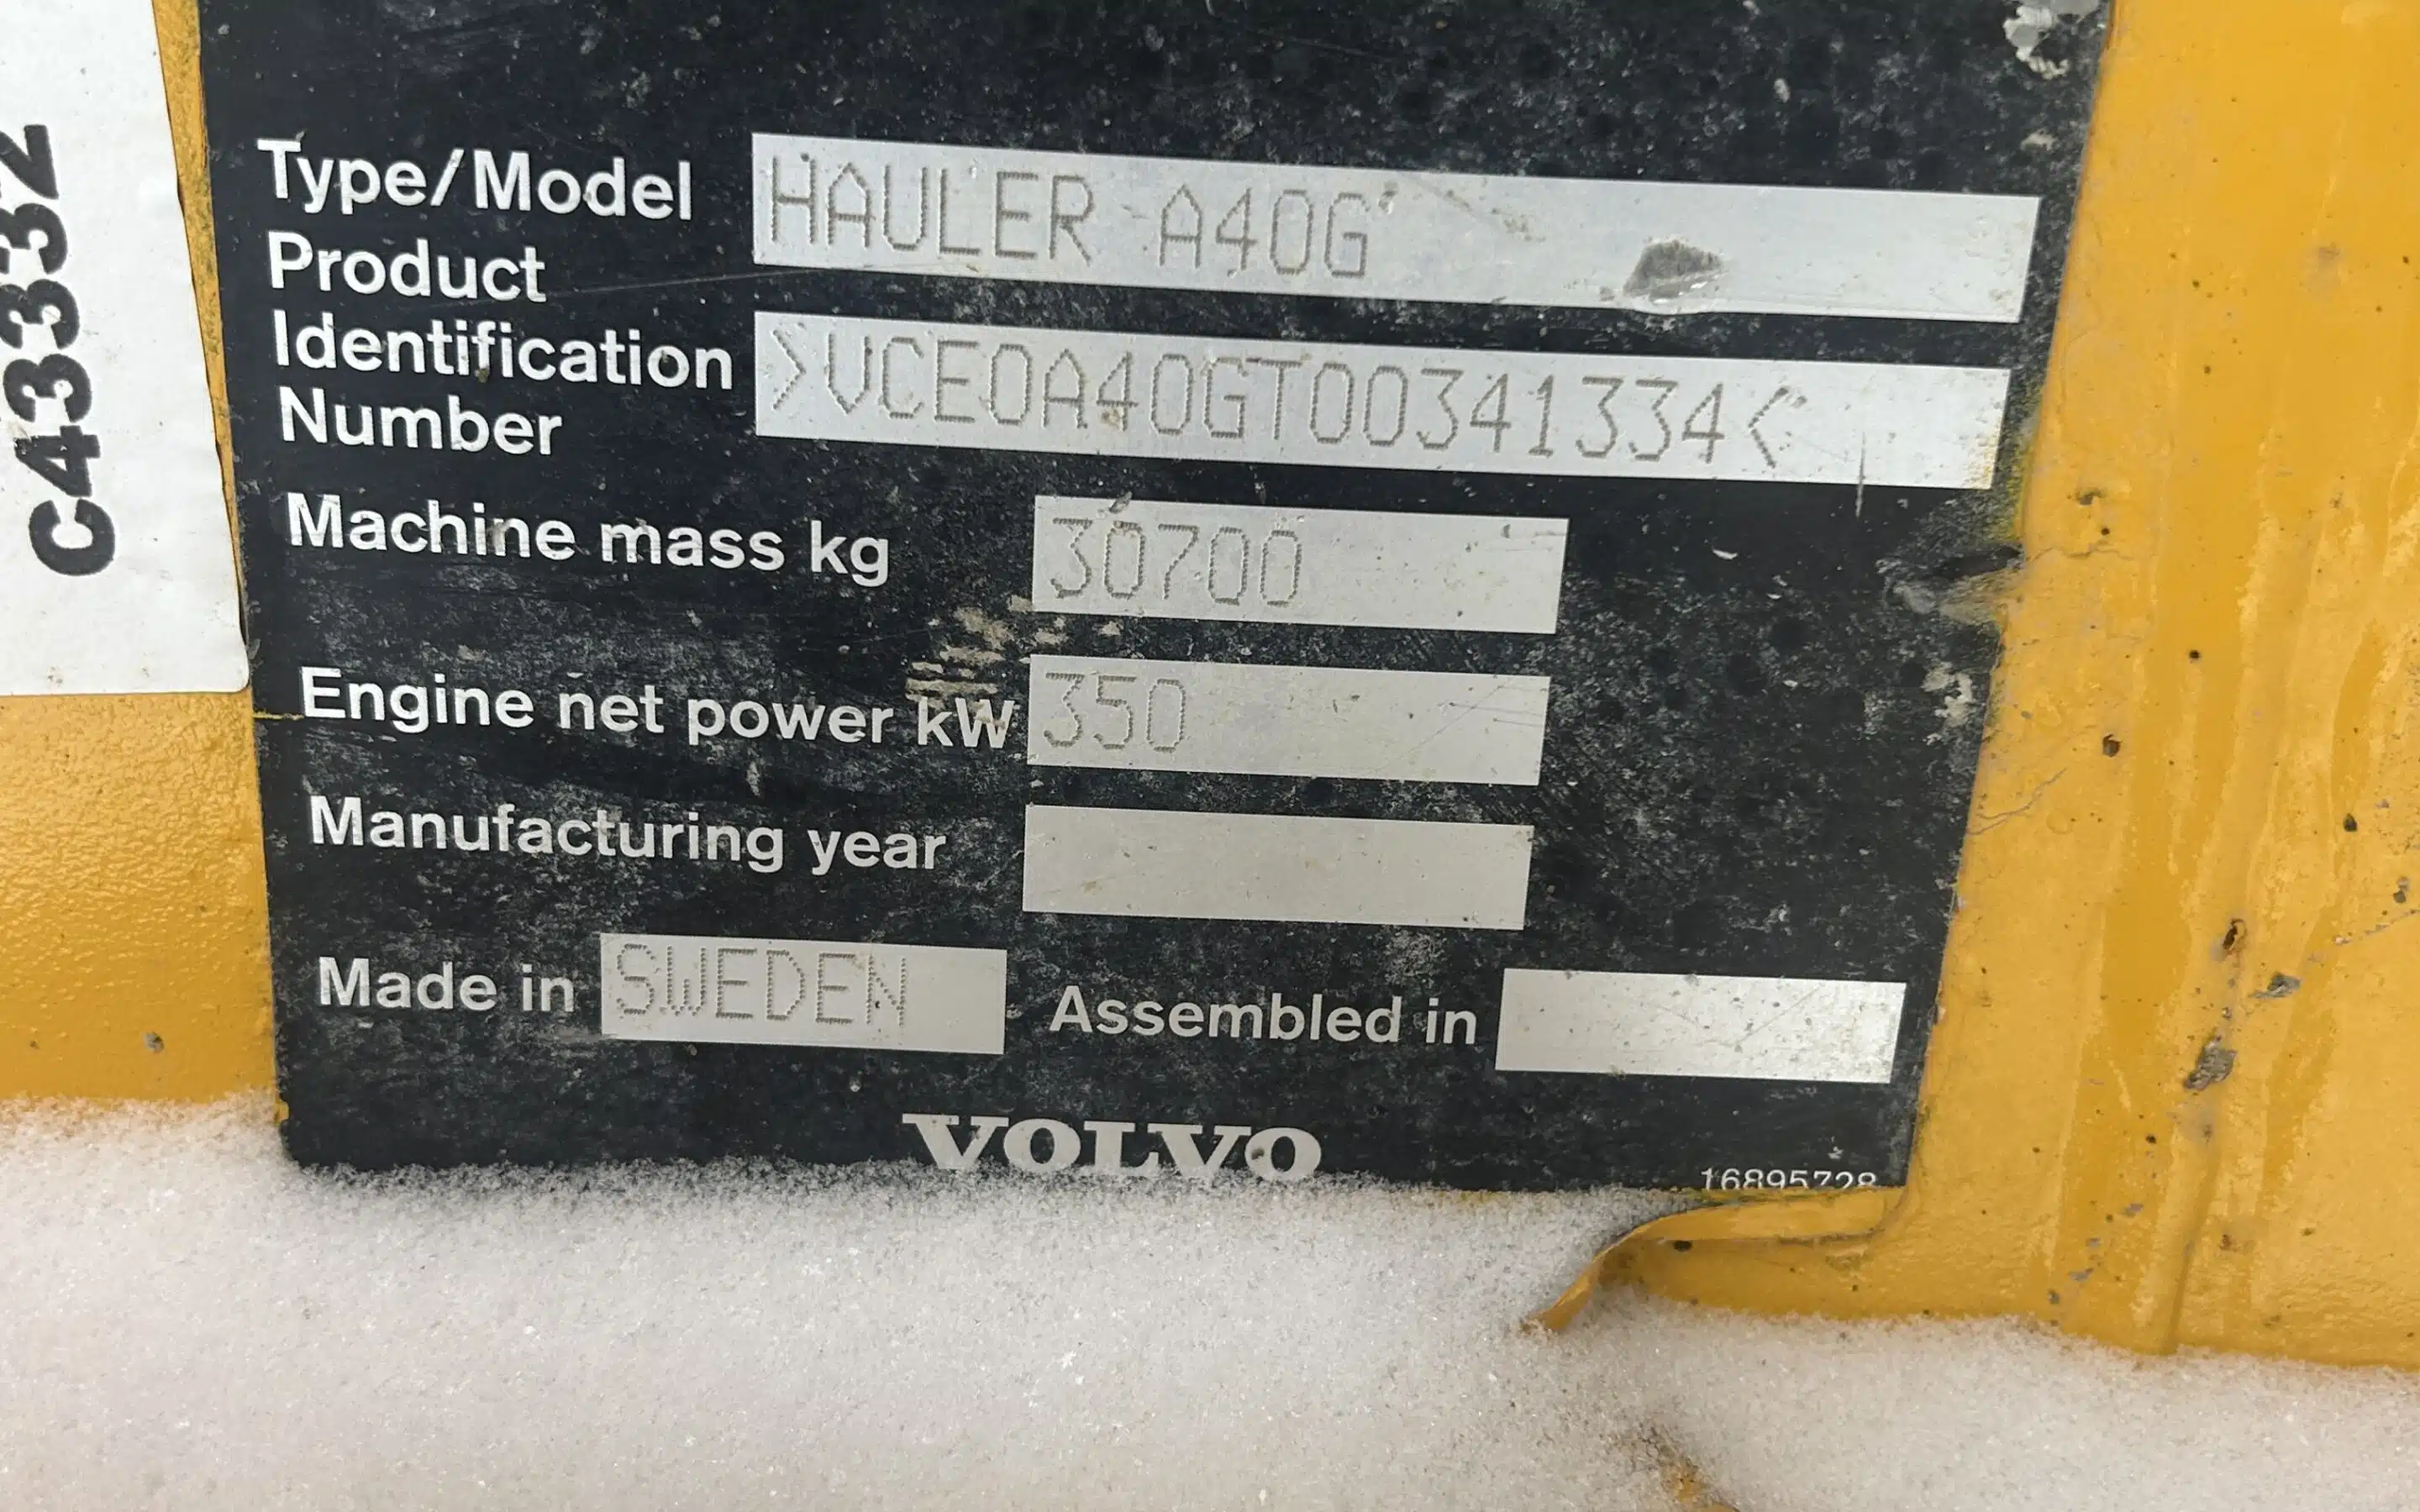 C43332
Type/Model HAULER A40G
Product
Identification
Number >VCE0A40GT00341334<
Machine mass kg 30700
Engine net power kW 350
Manufacturing year
Made in SWEDEN Assembled in
VOLVO
16895728